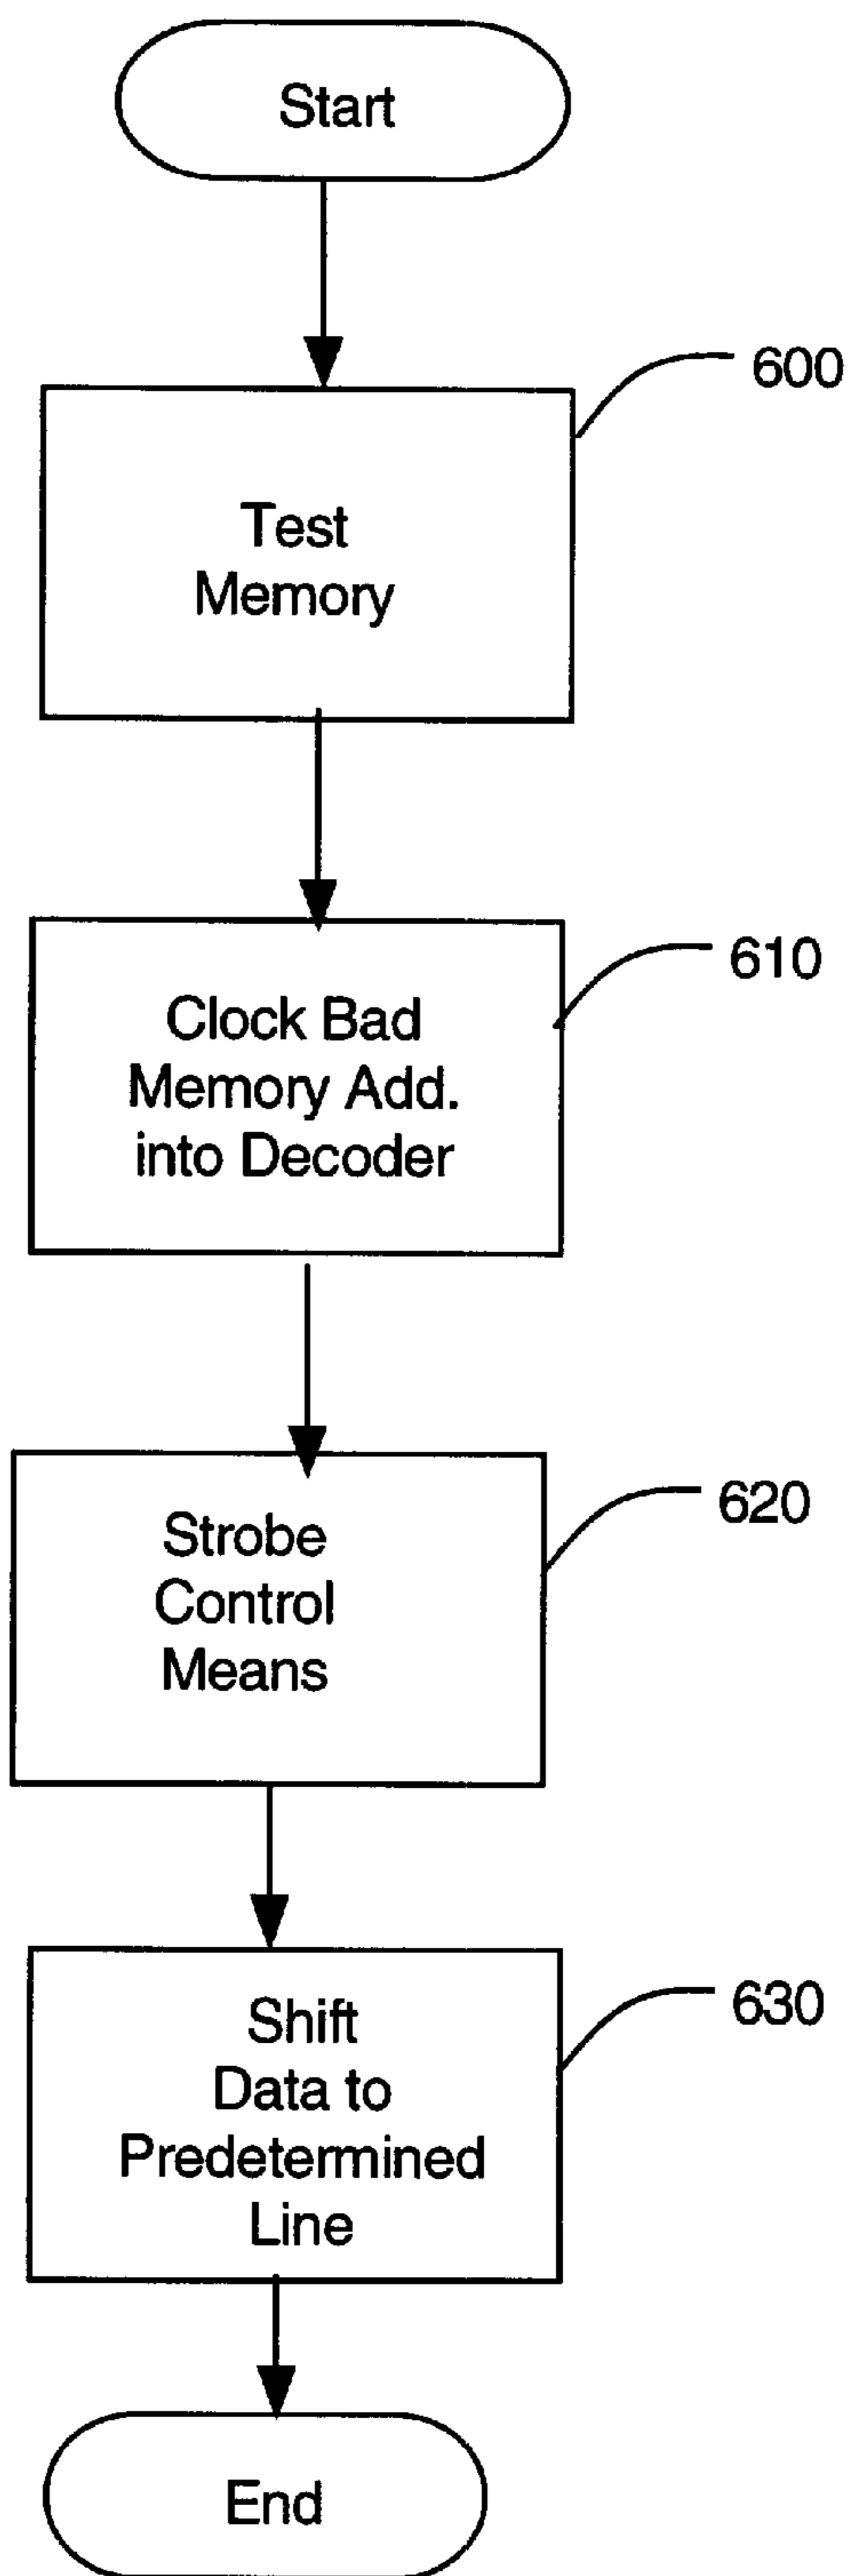 Start
600
Test
Memory
610
Clock Bad
Memory Add.
into Decoder
620
Strobe
Control
Means
630
Shift
Data to
Predetermined
Line
End